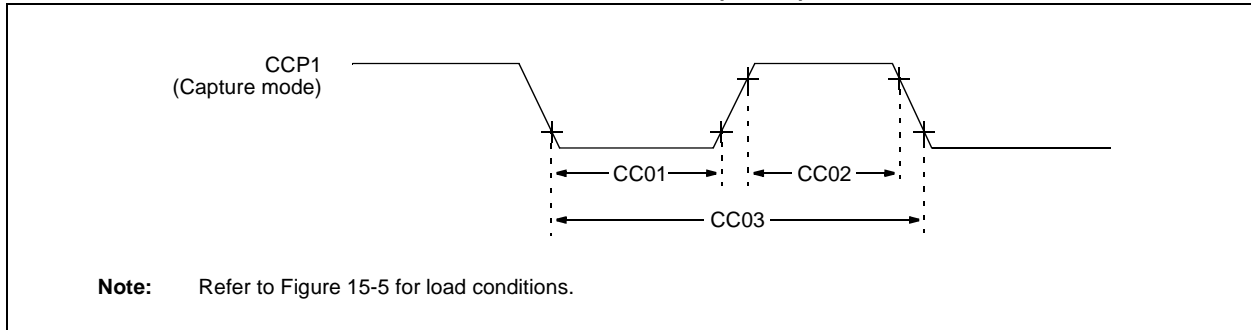 CCP1
(Capture mode)
CC01
CC02
CC03
Note: Refer to Figure 15-5 for load conditions.